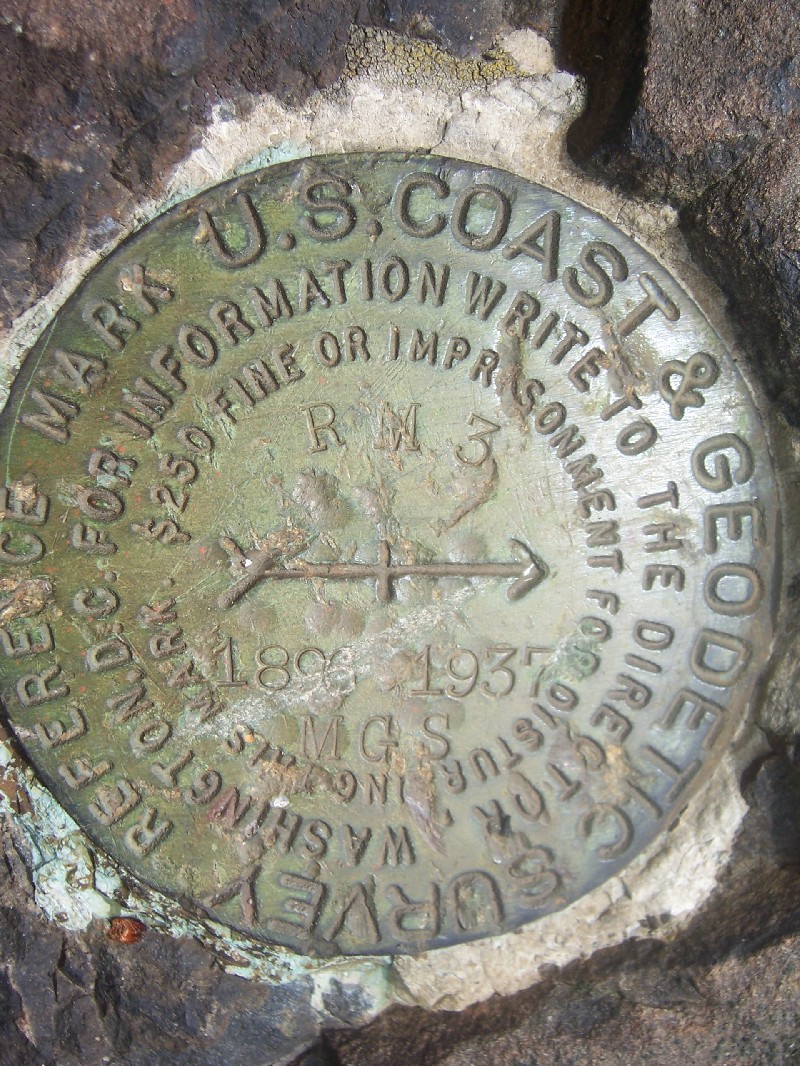 U.S. COAST & GEODETIC SURVEY
REFERENCE MARK
FOR INFORMATION WRITE TO THE DIRECTOR WASHINGTON, D.C.
$250 FINE OR IMPRISONMENT FOR DISTURBING THIS MARK.
RM 3
1937
MGS